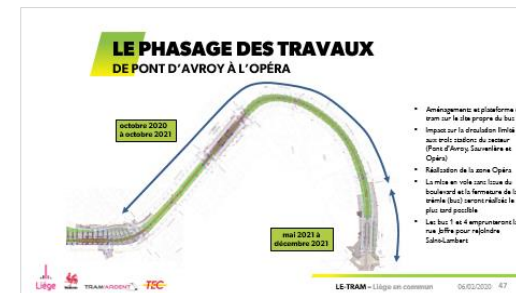 LE PHASAGE DES TRAVAUX
DE PONT D'AVROY À L'OPÉRA
octobre 2020
à octobre 2021
mai 2021 à
décembre 2021
• Aménagements et plateforme
tram sur le site propre du bus
• Impact sur la circulation limité
aux trois stations du secteur
(Pont d'Avroy, Sauvenière et
Opéra)
• Réalisation de la zone Opéra
• La mise en voie sans issue du
boulevard et la fermeture de la
trémie (bus) seront réalisés le
plus tard possible
• Les bus 1 et 4 emprunteront la
rue Joffre pour rejoindre
Saint-Lambert
Liège
TRAM'ARDENT
TEC
LE-TRAM – Liège en commun
06/02/2020 47